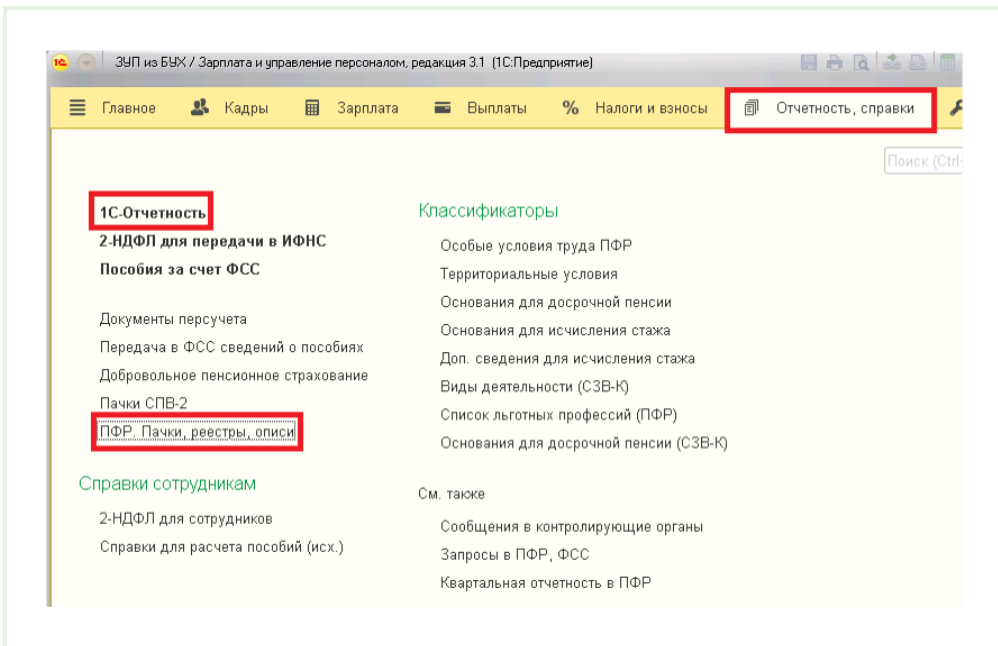 1С ЗУП из БУХ / Зарплата и управление персоналом, редакция 3.1 (1С:Предприятие)
Главное Кадры Зарплата Выплаты % Налоги и взносы Отчетность, справки
Поиск (Ctrl-
1С-Отчетность
2-НДФЛ для передачи в ИФНС
Пособия за счет ФСС
Документы персучета
Передача в ФСС сведений о пособиях
Добровольное пенсионное страхование
Пачки СПВ-2
ПФР. Пачки, реестры, описи
Справки сотрудникам
2-НДФЛ для сотрудников
Справки для расчета пособий (исх.)
Классификаторы
Особые условия труда ПФР
Территориальные условия
Основания для досрочной пенсии
Основания для исчисления стажа
Доп. сведения для исчисления стажа
Виды деятельности (СЗВ-К)
Список льготных профессий (ПФР)
Основания для досрочной пенсии (СЗВ-К)
См. также
Сообщения в контролирующие органы
Запросы в ПФР, ФСС
Квартальная отчетность в ПФР